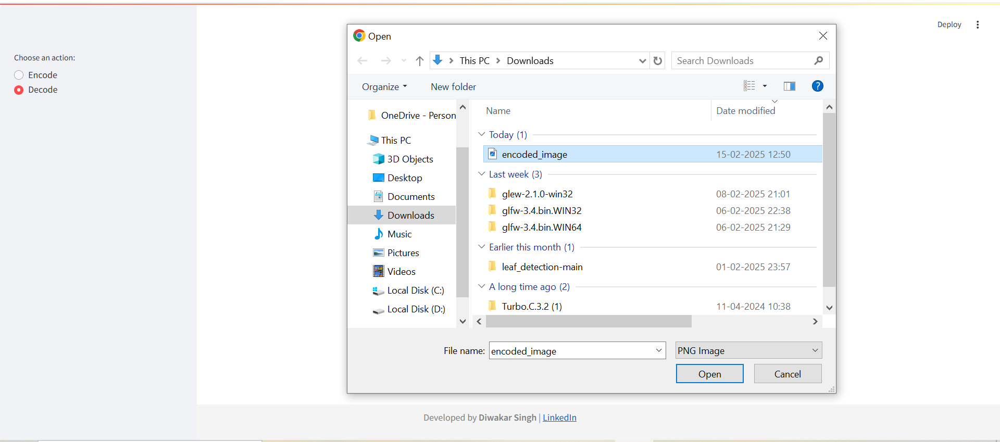 Deploy
Choose an action:
Encode
Decode
Open
This PC
Downloads
Search Downloads
Organize
New folder
?
OneDrive - Person
This PC
3D Objects
Desktop
Documents
Downloads
Music
Pictures
Videos
Local Disk (C:)
Local Disk (D:)
Name
Date modified
Today (1)
encoded_image 15-02-2025 12:50
Last week (3)
glew-2.1.0-win32 08-02-2025 21:01
glfw-3.4.bin.WIN32 06-02-2025 22:38
glfw-3.4.bin.WIN64 06-02-2025 21:29
Earlier this month (1)
leaf_detection-main 01-02-2025 23:57
A long time ago (2)
Turbo.C.3.2 (1) 11-04-2024 10:38
File name: encoded_image PNG Image
Open Cancel
Developed by Diwakar Singh | LinkedIn